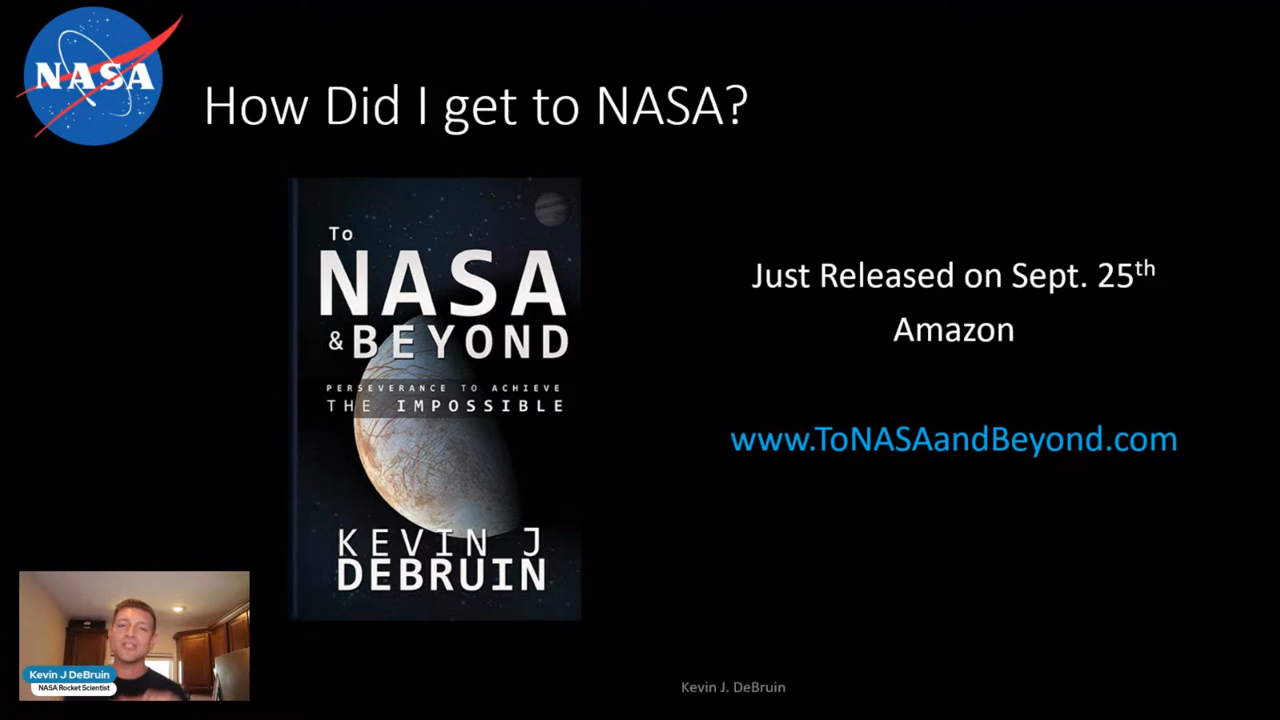 NASA
How Did I get to NASA?
To
NASA
& BEYOND
PERSEVERANCE TO ACHIEVE
THE IMPOSSIBLE
KEVIN J
DEBRUIN
Just Released on Sept. 25th
Amazon
www.ToNASAandBeyond.com
Kevin J DeBruin
NASA Rocket Scientist
Kevin J. DeBruin